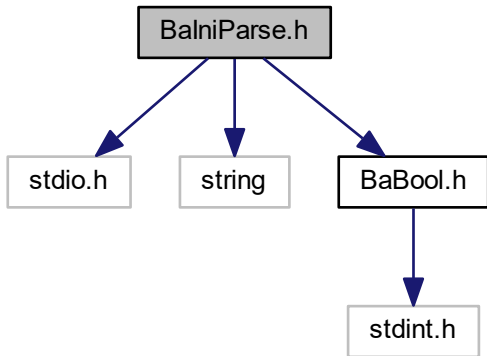 BaIniParse.h
stdio.h
string
BaBool.h
stdint.h